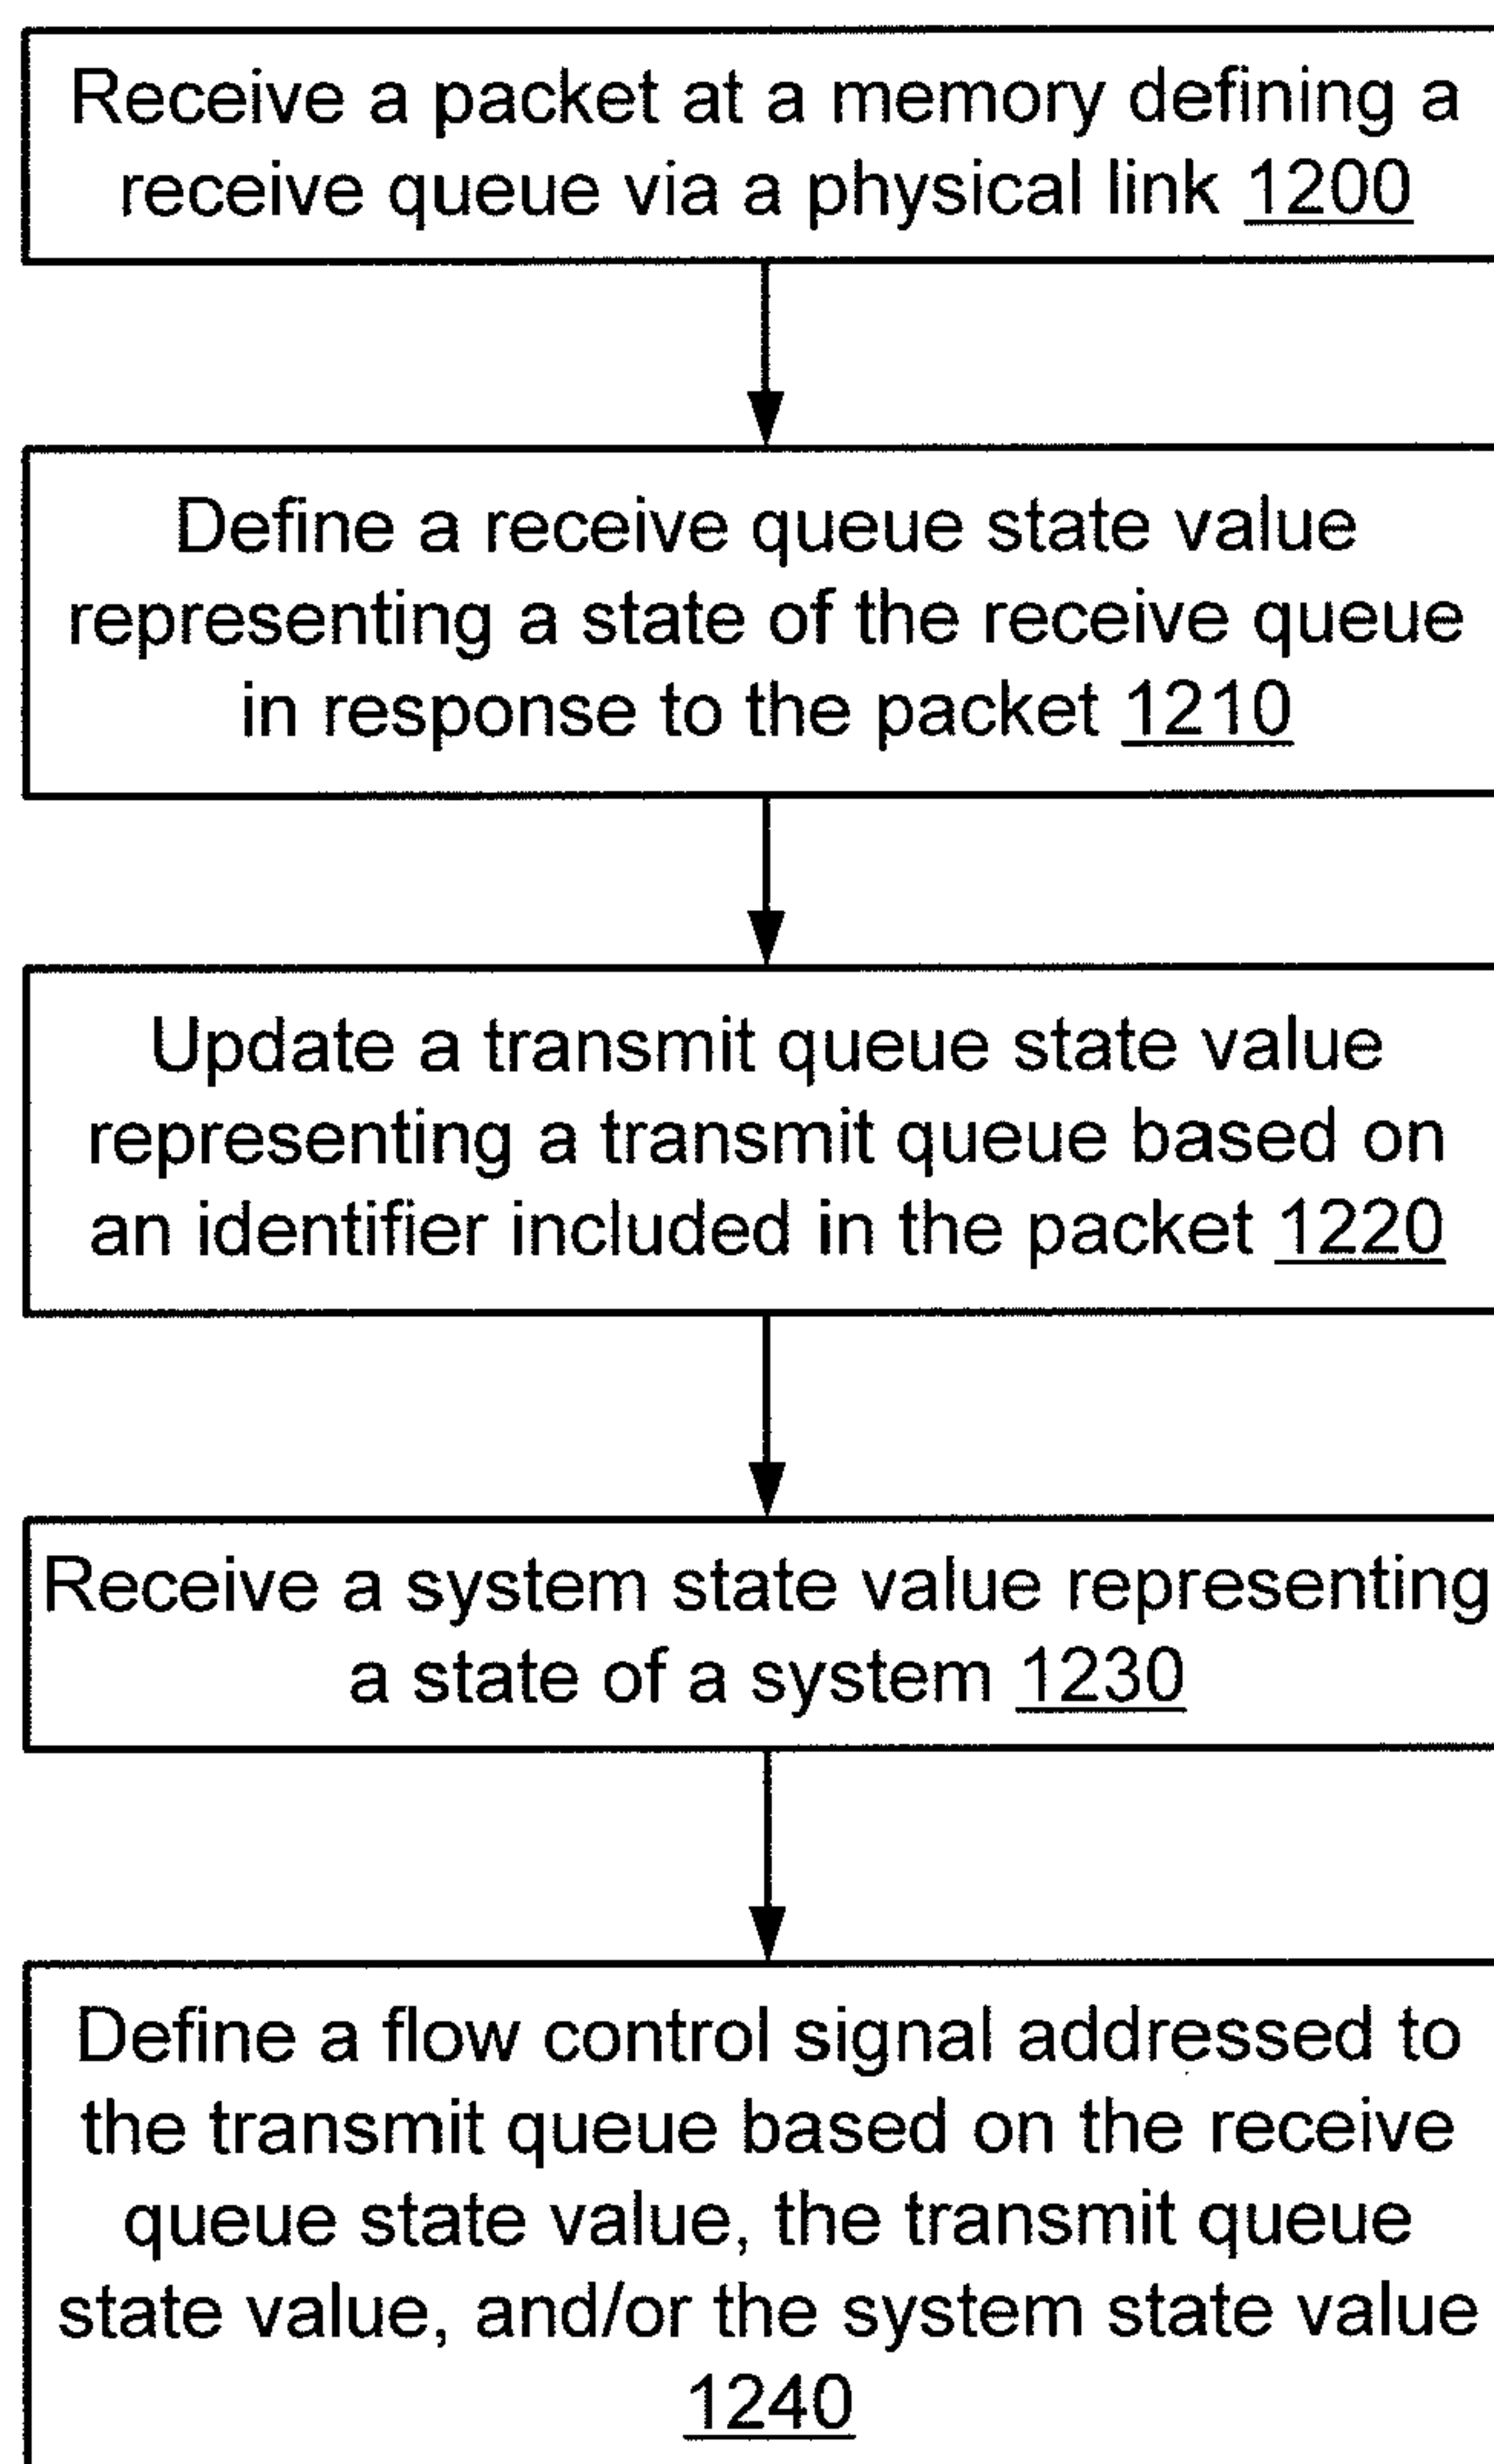 Receive a packet at a memory defining a
receive queue via a physical link 1200
Define a receive queue state value
representing a state of the receive queue
in response to the packet 1210
Update a transmit queue state value
representing a transmit queue based on
an identifier included in the packet 1220
Receive a system state value representing
a state of a system 1230
Define a flow control signal addressed to
the transmit queue based on the receive
queue state value, the transmit queue
state value, and/or the system state value
1240